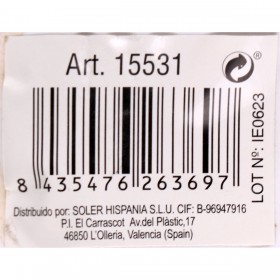 Art. 15531
LOT Nº: IE0623
8 435476 263697
Distribuido por: SOLER HISPANIA S.L.U. CIF: B-96947916
P.I. El Carrascot Av.del Plàstic,17
46850 L'Olleria, Valencia (Spain)